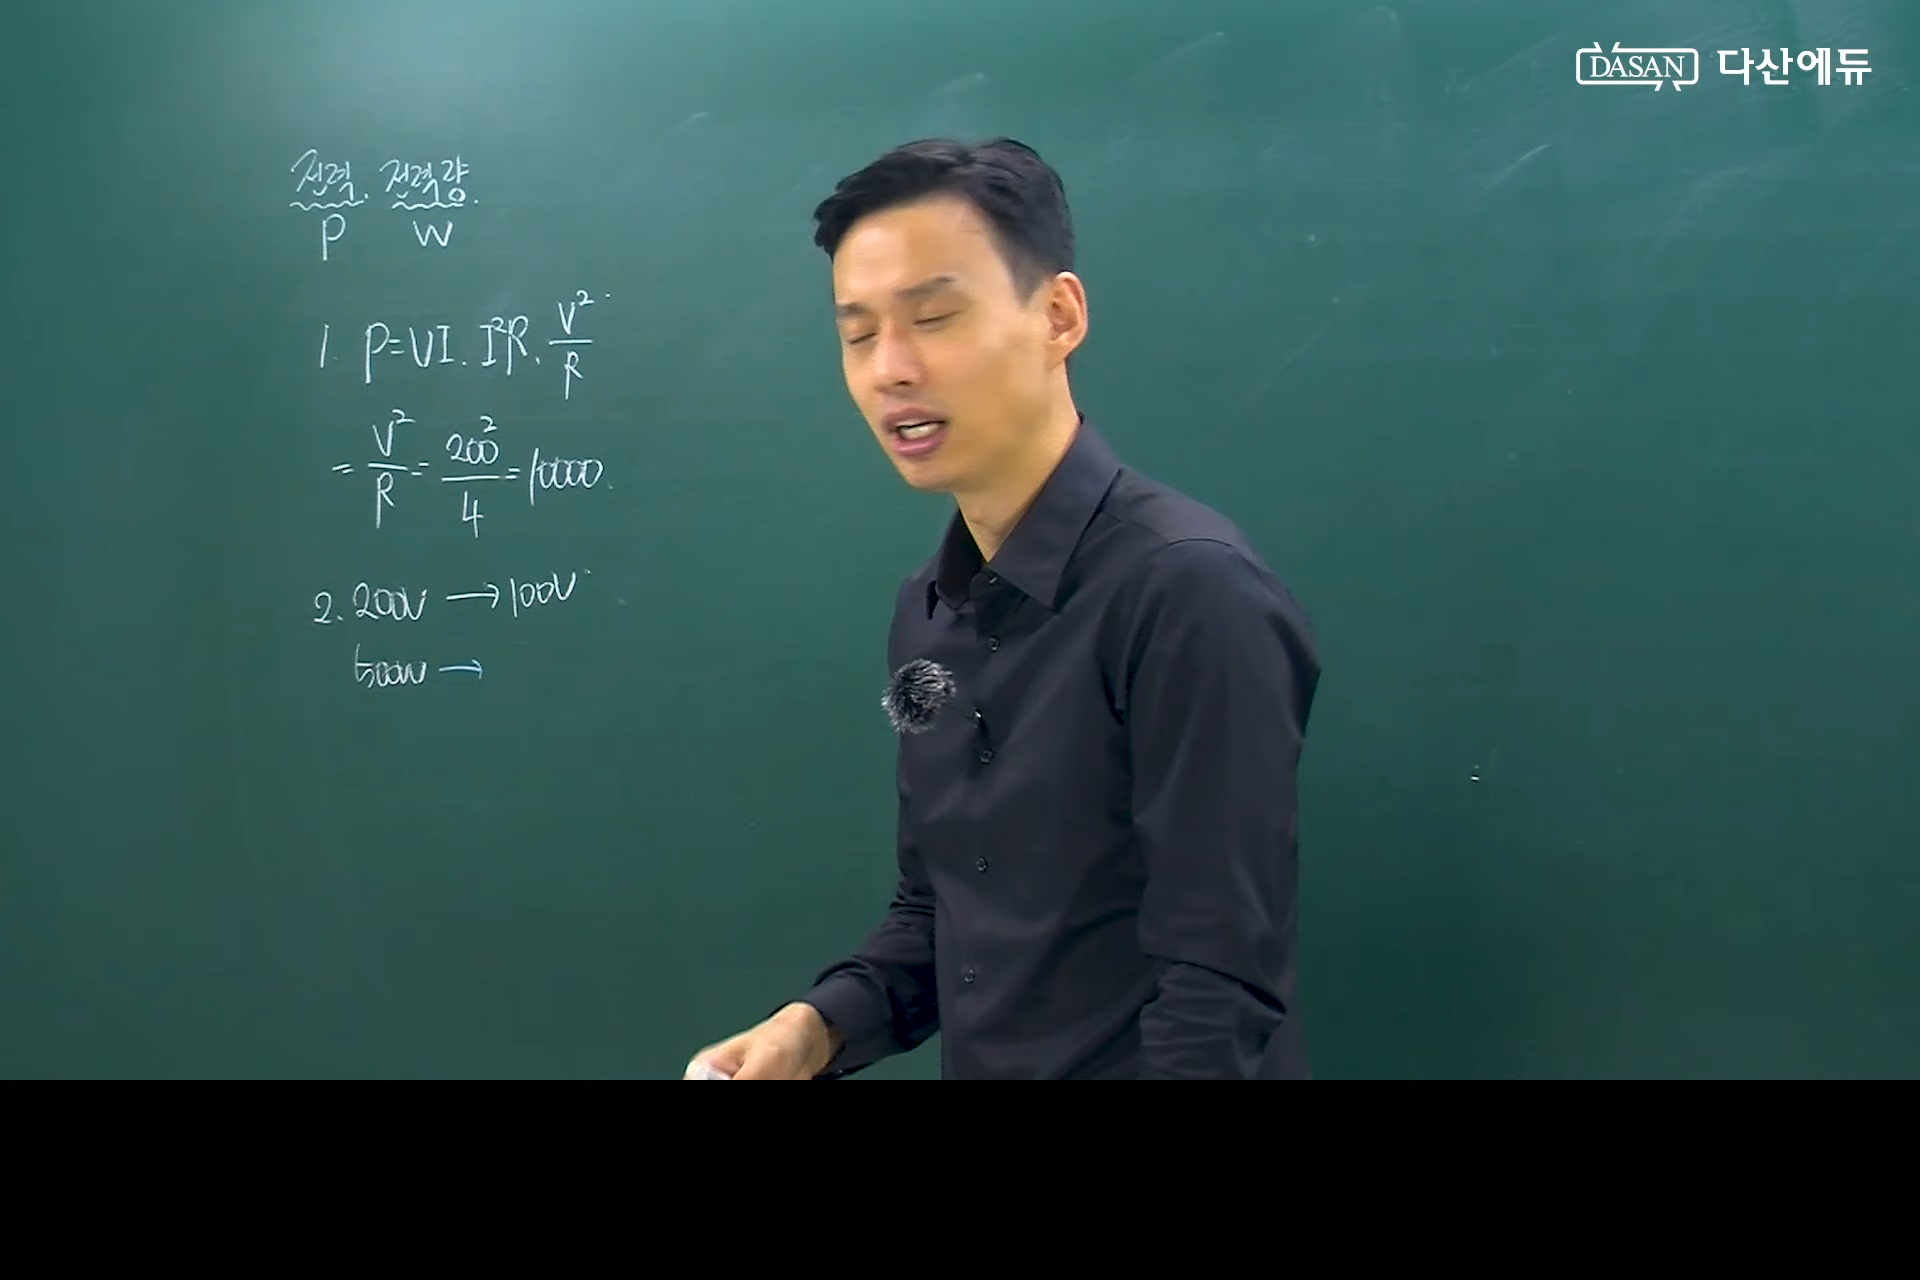 DASAN 다산에듀
전력. 전력량.
P W
1. P=VI. I²R. V²/R
= V²/R = 200²/4 = 10000.
2. 200V → 100V
500W →